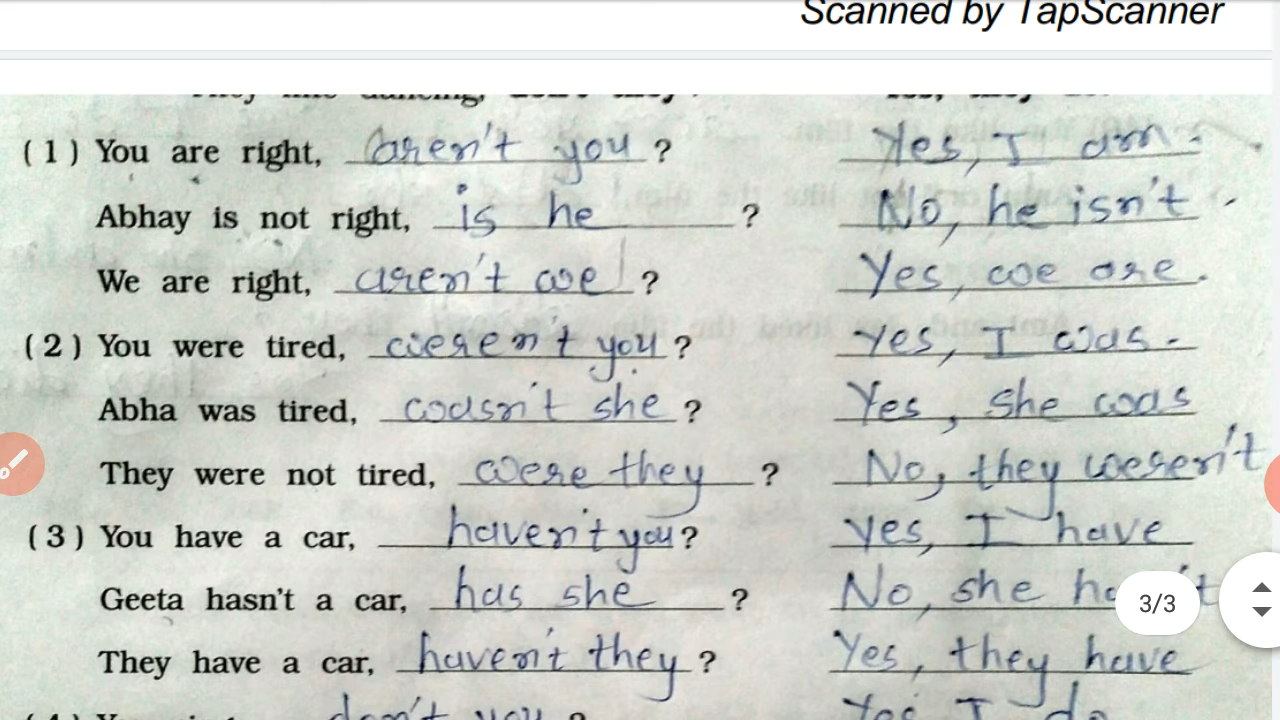 Scanned by TapScanner
(1) You are right, aren't you ? Yes, I am.
Abhay is not right, is he ? No, he isn't.
We are right, aren't we ? Yes, we are.
(2) You were tired, weren't you ? Yes, I was.
Abha was tired, wasn't she ? Yes, she was
They were not tired, were they ? No, they weren't
(3) You have a car, haven't you ? Yes, I have
Geeta hasn't a car, has she ? No, she
3/3
They have a car, haven't they ? Yes, they have
don't you ? Yes I do